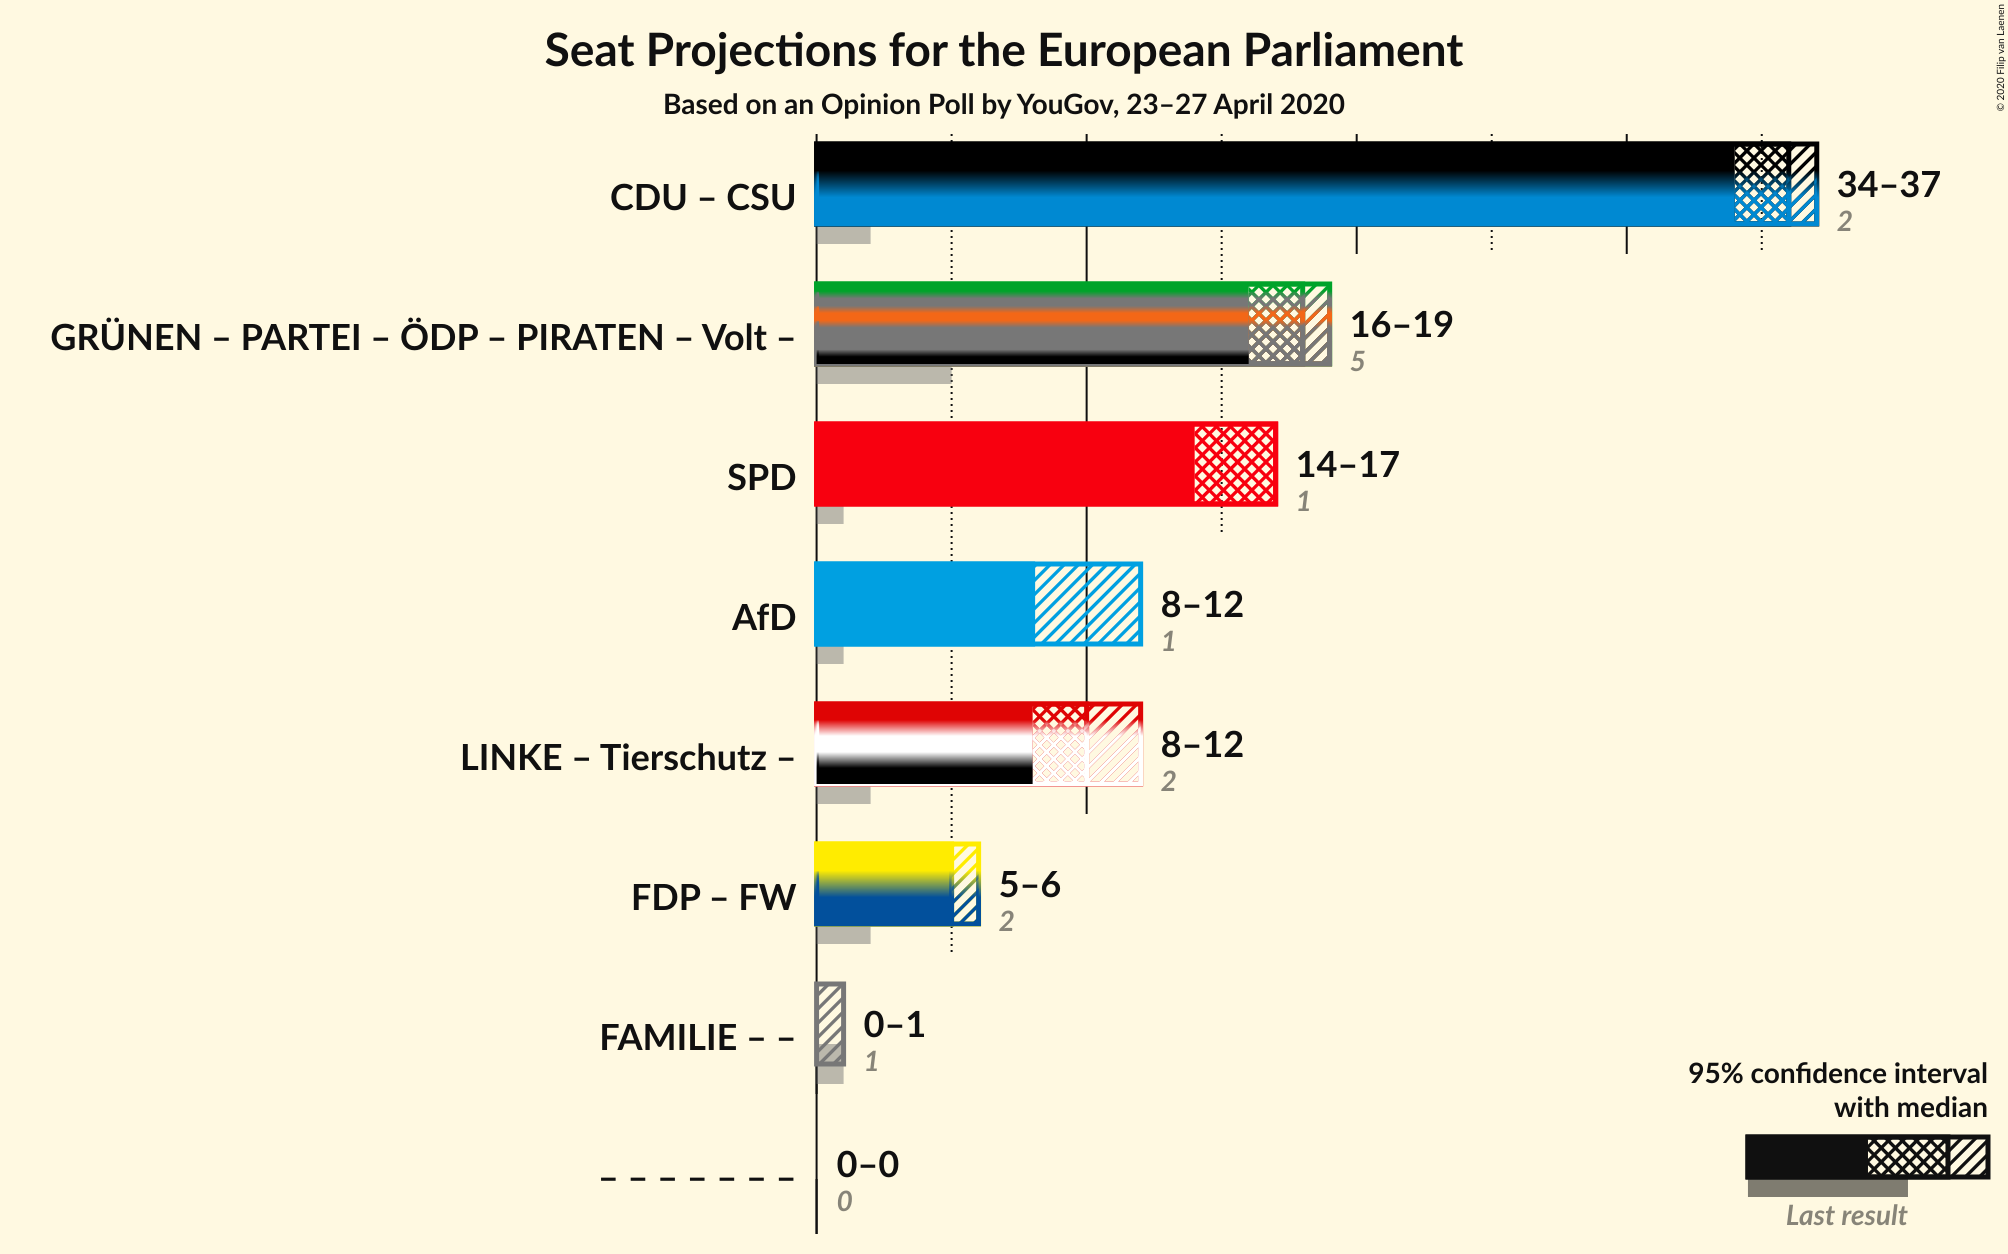 Seat Projections for the European Parliament
Based on an Opinion Poll by YouGov, 23–27 April 2020
© 2020 Filip van Laenen
CDU – CSU
34–37
2
GRÜNEN – PARTEI – ÖDP – PIRATEN – Volt –
16–19
5
SPD
14–17
1
AfD
8–12
1
LINKE – Tierschutz –
8–12
2
FDP – FW
5–6
2
FAMILIE – –
0–1
1
– – – – – – –
0–0
0
95% confidence interval
with median
Last result